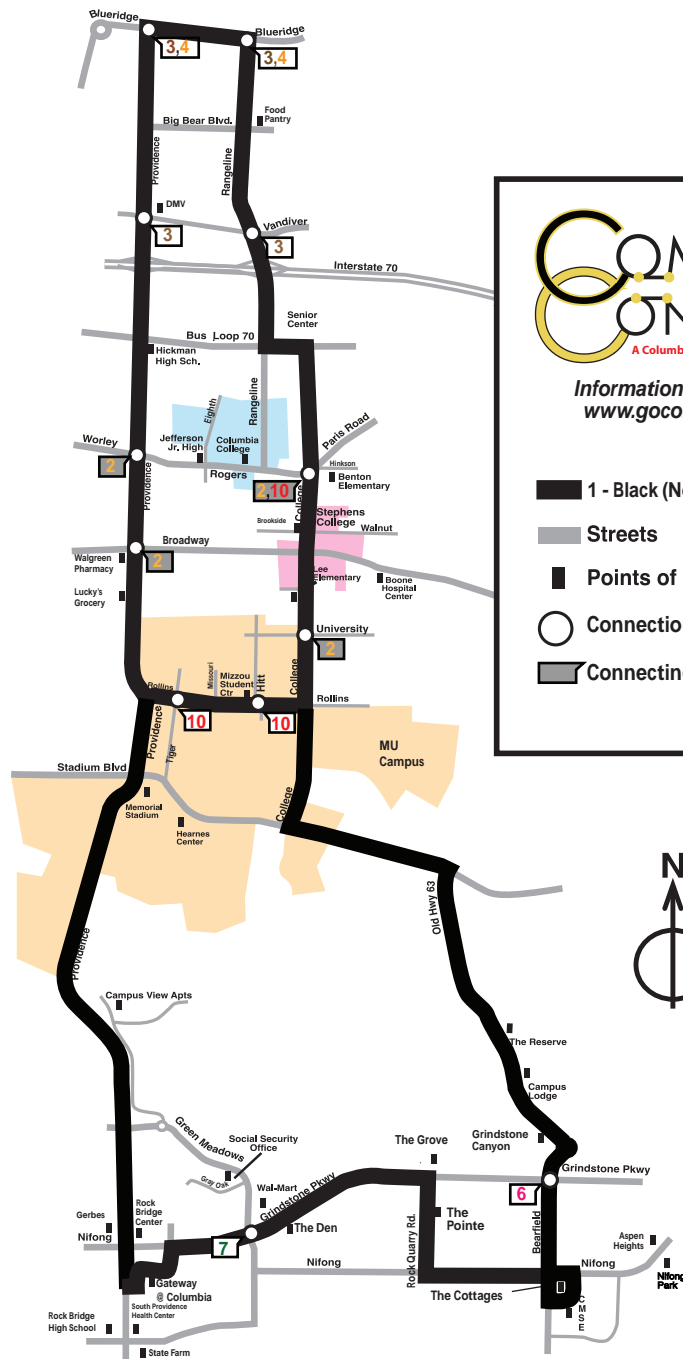 Blueridge
Blueridge
3,4
3,4
Food
Pantry
Big Bear Blvd.
Providence
Rangeline
DMV
Vandiver
3
3
Interstate 70
Senior
Center
Bus Loop 70
Hickman
High Sch.
Eighth
Rangeline
Paris Road
Worley
Jefferson
Jr. High
Columbia
College
Rogers
Hinkson
Benton
Elementary
2
2,10
Providence
College
Stephens
College
Brookside
Walnut
Broadway
Walgreen
Pharmacy
2
Lee
Elementary
Boone
Hospital
Center
Lucky's
Grocery
University
2
Missouri
Mizzou
Student
Ctr
Hitt
College
Rollins
Rollins
10
10
Providence
Tiger
MU
Campus
Stadium Blvd
Memorial
Stadium
Hearnes
Center
College
Old Hwy 63
Providence
Campus View Apts
The Reserve
Campus
Lodge
Green Meadows
Social Security
Office
The Grove
Grindstone
Canyon
Gray Oak
Wal-Mart
Grindstone Pkwy
Grindstone Pkwy
6
Gerbes
Rock
Bridge
Center
The Den
The
Pointe
Nifong
7
Rock Quarry Rd.
Bearfield
Aspen
Heights
Nifong
Nifong
Nifong
Park
Gateway
@ Columbia
The Cottages
CMSE
South Providence
Health Center
Rock Bridge
High School
State Farm
A Columb
Information
www.goco
1 - Black (N
Streets
Points of
Connectio
Connecting
N